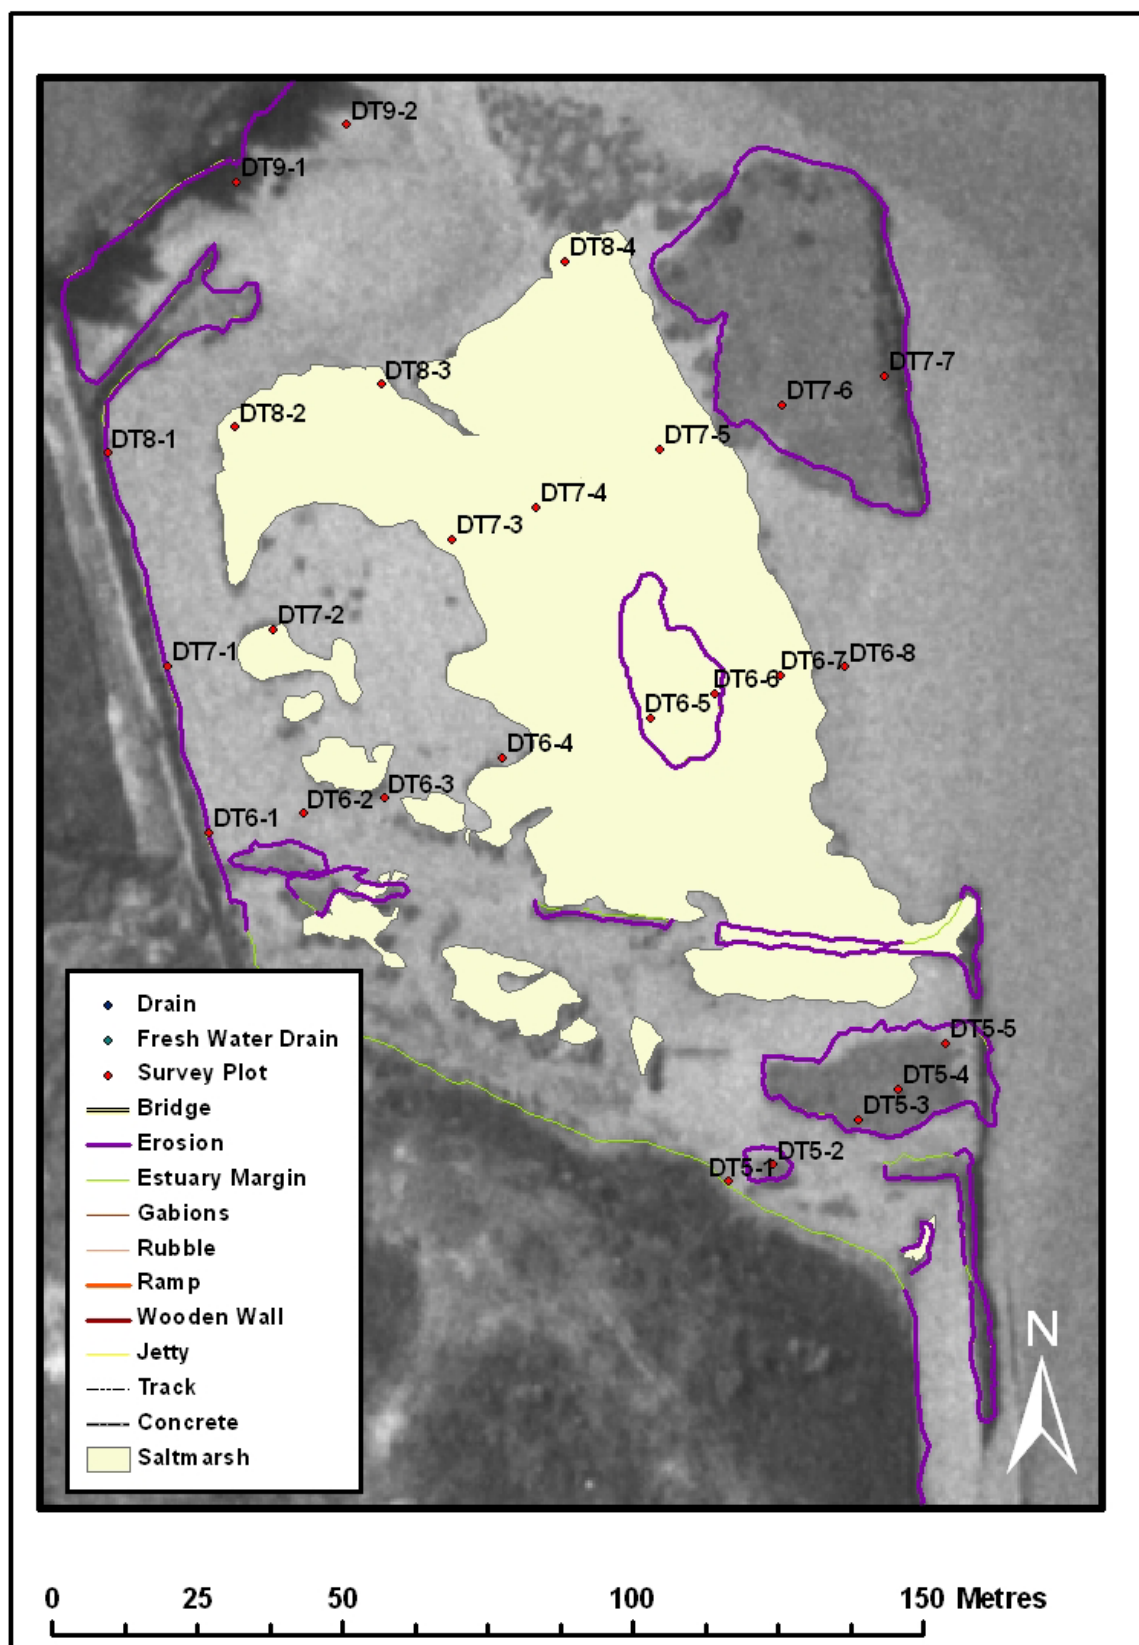 DT9-2
DT9-1
DT8-4
DT8-3
DT7-7
DT7-6
DT8-2
DT8-1
DT7-5
DT7-4
DT7-3
DT7-2
DT7-1
DT6-8
DT6-7
DT6-6
DT6-5
DT6-4
DT6-3
DT6-2
DT6-1
Drain
Fresh Water Drain
Survey Plot
Bridge
Erosion
Estuary Margin
Gabions
Rubble
Ramp
Wooden Wall
Jetty
Track
Concrete
Saltmarsh
DT5-5
DT5-4
DT5-3
DT5-2
DT5-1
N
0 25 50 100 150 Metres